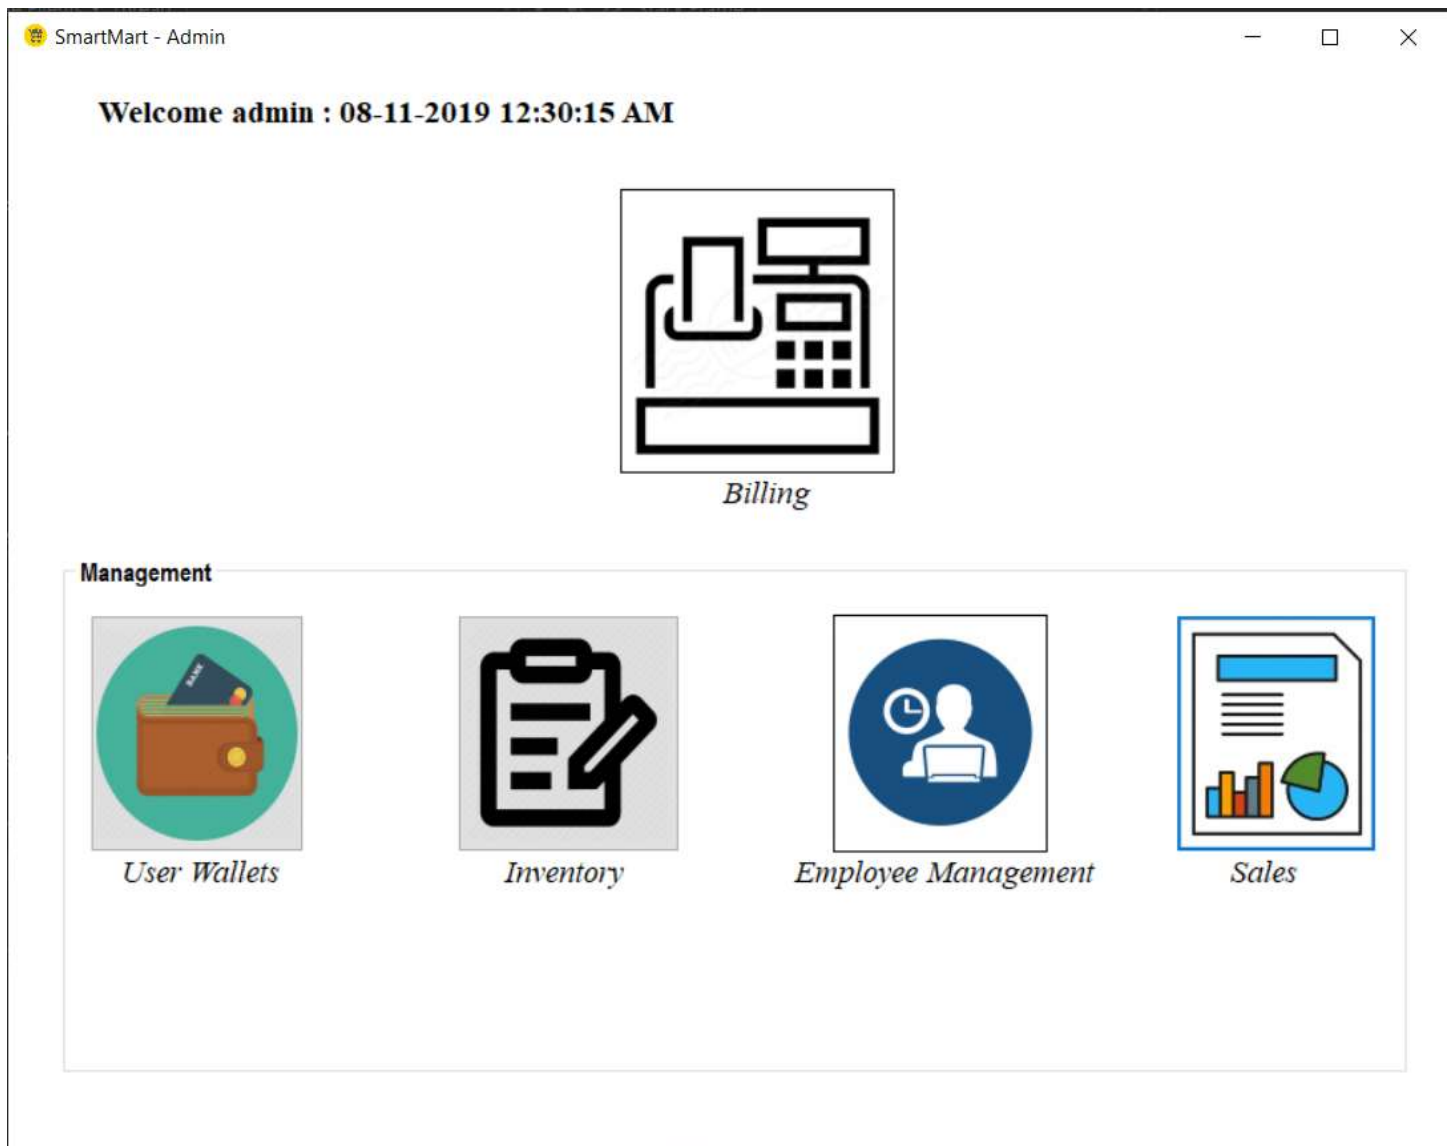 SmartMart - Admin
Welcome admin : 08-11-2019 12:30:15 AM
Billing
Management
BANK
User Wallets
Inventory
Employee Management
Sales